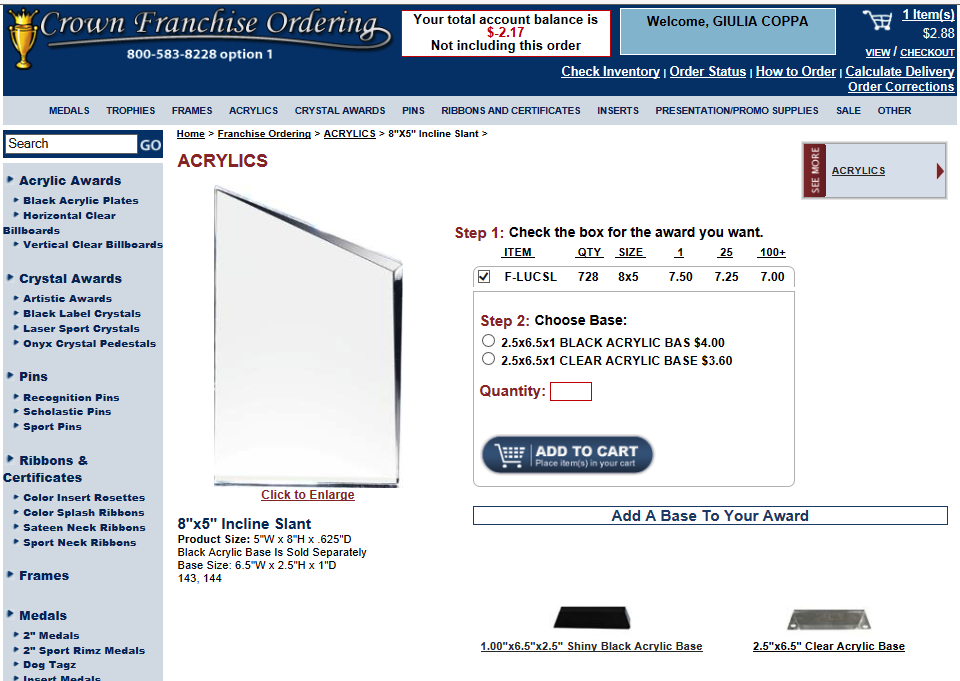 Crown Franchise Ordering
800-583-8228 option 1
Your total account balance is
$-2.17
Not including this order
Welcome, GIULIA COPPA
1 Item(s)
$2.88
VIEW / CHECKOUT
Check Inventory | Order Status | How to Order | Calculate Delivery
Order Corrections
MEDALS TROPHIES FRAMES ACRYLICS CRYSTAL AWARDS PINS RIBBONS AND CERTIFICATES INSERTS PRESENTATION/PROMO SUPPLIES SALE OTHER
Search GO
Home > Franchise Ordering > ACRYLICS > 8"X5" Incline Slant >
ACRYLICS
SEE MORE
ACRYLICS
Acrylic Awards
Black Acrylic Plates
Horizontal Clear
Billboards
Vertical Clear Billboards
Crystal Awards
Artistic Awards
Black Label Crystals
Laser Sport Crystals
Onyx Crystal Pedestals
Pins
Recognition Pins
Scholastic Pins
Sport Pins
Ribbons &
Certificates
Color Insert Rosettes
Color Splash Ribbons
Sateen Neck Ribbons
Sport Neck Ribbons
Frames
Medals
2" Medals
2" Sport Rimz Medals
Dog Tagz
Insert Medals
Click to Enlarge
8"x5" Incline Slant
Product Size: 5"W x 8"H x .625"D
Black Acrylic Base Is Sold Separately
Base Size: 6.5"W x 2.5"H x 1"D
143, 144
Step 1: Check the box for the award you want.
ITEM QTY SIZE 1 25 100+
F-LUCSL 728 8x5 7.50 7.25 7.00
Step 2: Choose Base:
2.5x6.5x1 BLACK ACRYLIC BAS $4.00
2.5x6.5x1 CLEAR ACRYLIC BASE $3.60
Quantity:
ADD TO CART
Place item(s) in your cart
Add A Base To Your Award
1.00"x6.5"x2.5" Shiny Black Acrylic Base
2.5"x6.5" Clear Acrylic Base